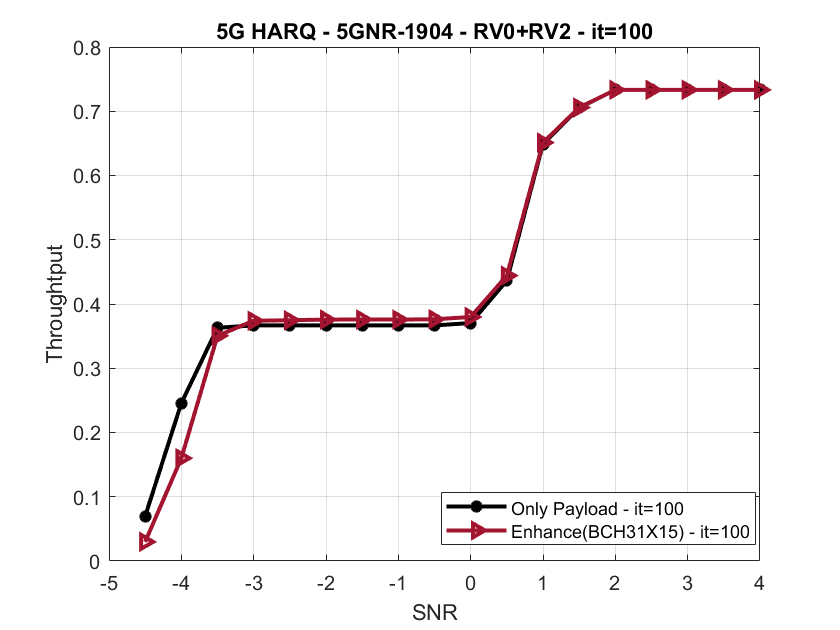 5G HARQ - 5GNR-1904 - RV0+RV2 - it=100
0.8
0.7
0.6
0.5
0.4
0.3
0.2
0.1
0
Throughtput
-5 -4 -3 -2 -1 0 1 2 3 4
SNR
Only Payload - it=100
Enhance(BCH31X15) - it=100